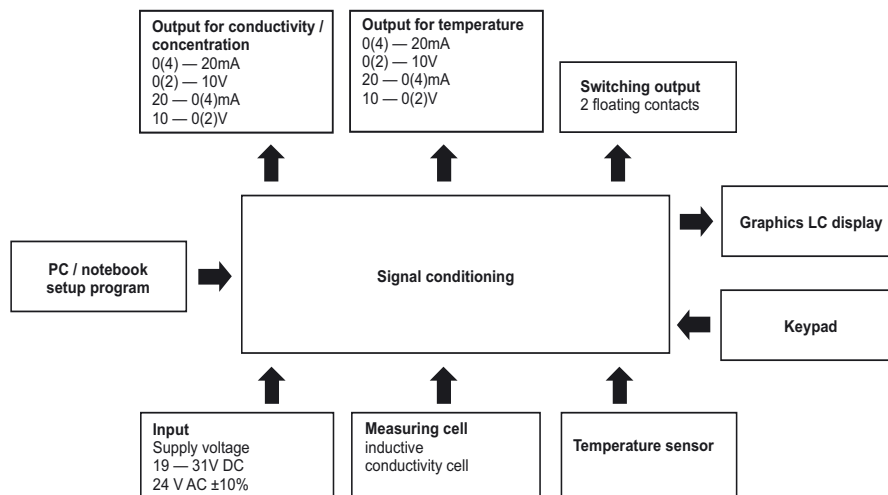 Output for conductivity /
concentration
0(4) — 20mA
0(2) — 10V
20 — 0(4)mA
10 — 0(2)V
Output for temperature
0(4) — 20mA
0(2) — 10V
20 — 0(4)mA
10 — 0(2)V
Switching output
2 floating contacts
Graphics LC display
PC / notebook
setup program
Signal conditioning
Keypad
Input
Supply voltage
19 — 31V DC
24 V AC ±10%
Measuring cell
inductive
conductivity cell
Temperature sensor